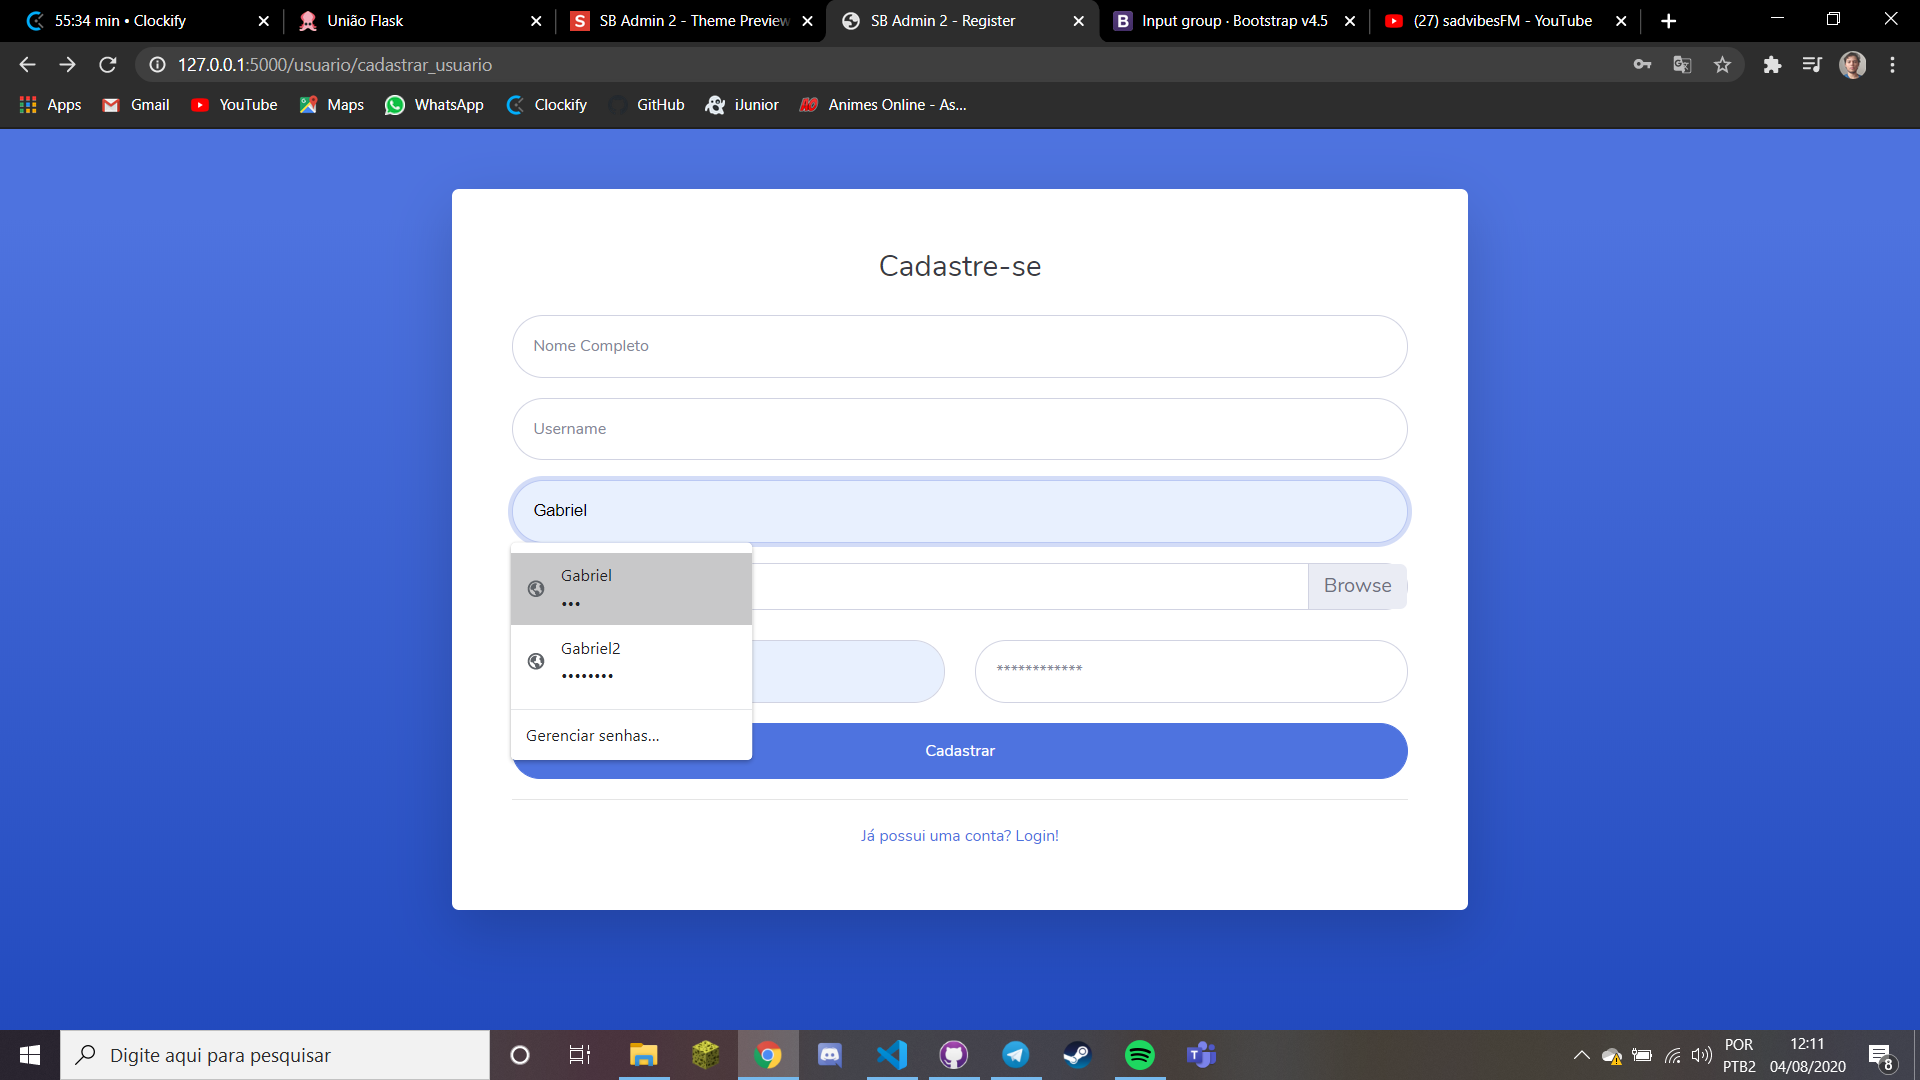 55:34 min • Clockify
União Flask
SB Admin 2 - Theme Preview
SB Admin 2 - Register
Input group · Bootstrap v4.5
(27) sadvibesFM - YouTube
127.0.0.1:5000/usuario/cadastrar_usuario
Apps
Gmail
YouTube
Maps
WhatsApp
Clockify
GitHub
iJunior
Animes Online - As...
Cadastre-se
Nome Completo
Username
Gabriel
Gabriel
•••
Browse
Gabriel2
••••••••
************
Gerenciar senhas...
Cadastrar
Já possui uma conta? Login!
Digite aqui para pesquisar
POR
PTB2
12:11
04/08/2020
8